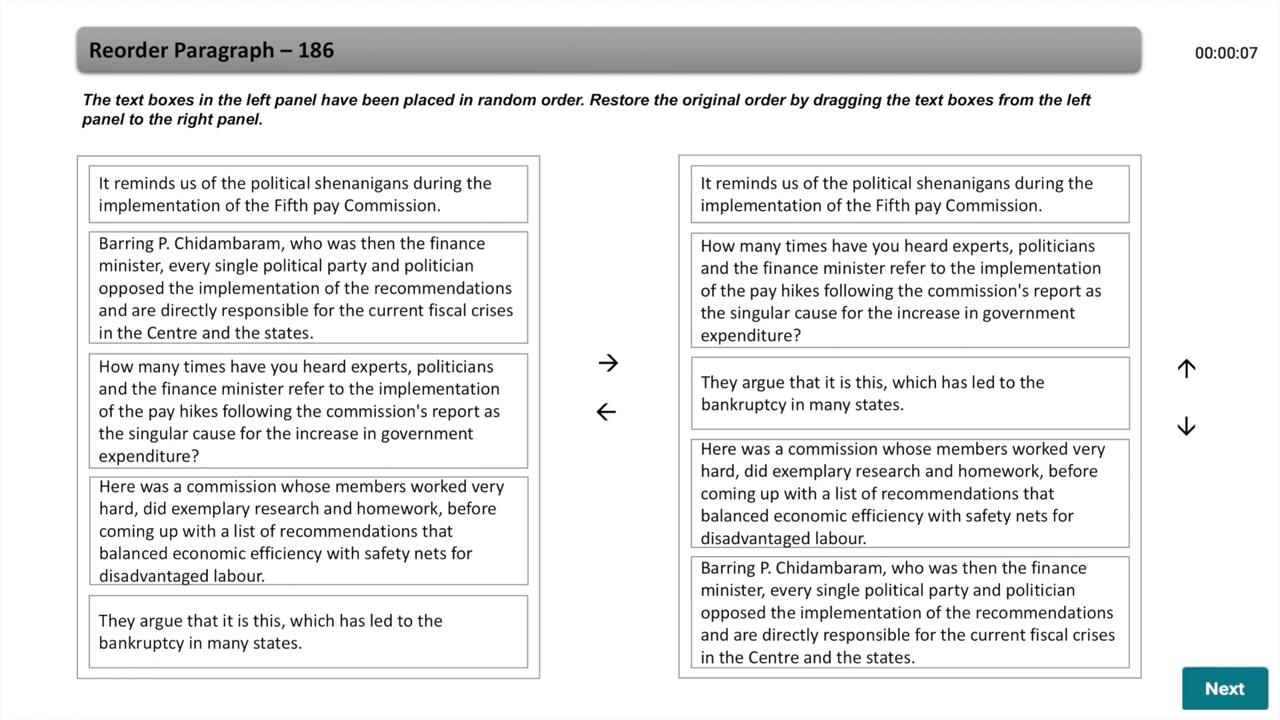 Reorder Paragraph – 186
00:00:07
The text boxes in the left panel have been placed in random order. Restore the original order by dragging the text boxes from the left
panel to the right panel.
It reminds us of the political shenanigans during the
implementation of the Fifth pay Commission.
Barring P. Chidambaram, who was then the finance
minister, every single political party and politician
opposed the implementation of the recommendations
and are directly responsible for the current fiscal crises
in the Centre and the states.
How many times have you heard experts, politicians
and the finance minister refer to the implementation
of the pay hikes following the commission's report as
the singular cause for the increase in government
expenditure?
Here was a commission whose members worked very
hard, did exemplary research and homework, before
coming up with a list of recommendations that
balanced economic efficiency with safety nets for
disadvantaged labour.
They argue that it is this, which has led to the
bankruptcy in many states.
→
←
It reminds us of the political shenanigans during the
implementation of the Fifth pay Commission.
How many times have you heard experts, politicians
and the finance minister refer to the implementation
of the pay hikes following the commission's report as
the singular cause for the increase in government
expenditure?
They argue that it is this, which has led to the
bankruptcy in many states.
Here was a commission whose members worked very
hard, did exemplary research and homework, before
coming up with a list of recommendations that
balanced economic efficiency with safety nets for
disadvantaged labour.
Barring P. Chidambaram, who was then the finance
minister, every single political party and politician
opposed the implementation of the recommendations
and are directly responsible for the current fiscal crises
in the Centre and the states.
↑
↓
Next